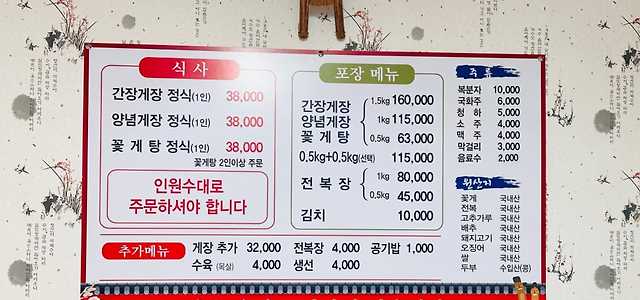 식 사
간장게장 정식(1인) 38,000
양념게장 정식(1인) 38,000
꽃 게 탕 정식(1인) 38,000
꽃게탕 2인이상 주문
인원수대로
주문하셔야 합니다
포장 메뉴
간장게장 1.5kg 160,000
양념게장 1kg 115,000
꽃 게 탕 0.5kg 63,000
0.5kg+0.5kg(선택) 115,000
전 복 장 1kg 80,000
0.5kg 45,000
김치 10,000
주 류
복분자 10,000
국화주 6,000
청 하 5,000
소 주 4,000
맥 주 4,000
막걸리 3,000
음료수 2,000
원산지
꽃게 국내산
전복 국내산
고추가루 국내산
배추 국내산
돼지고기 국내산
오징어 국내산
쌀 국내산
두부 수입산(콩)
추가메뉴
게장 추가 32,000 전복장 4,000 공기밥 1,000
수육 (목살) 4,000 생선 4,000